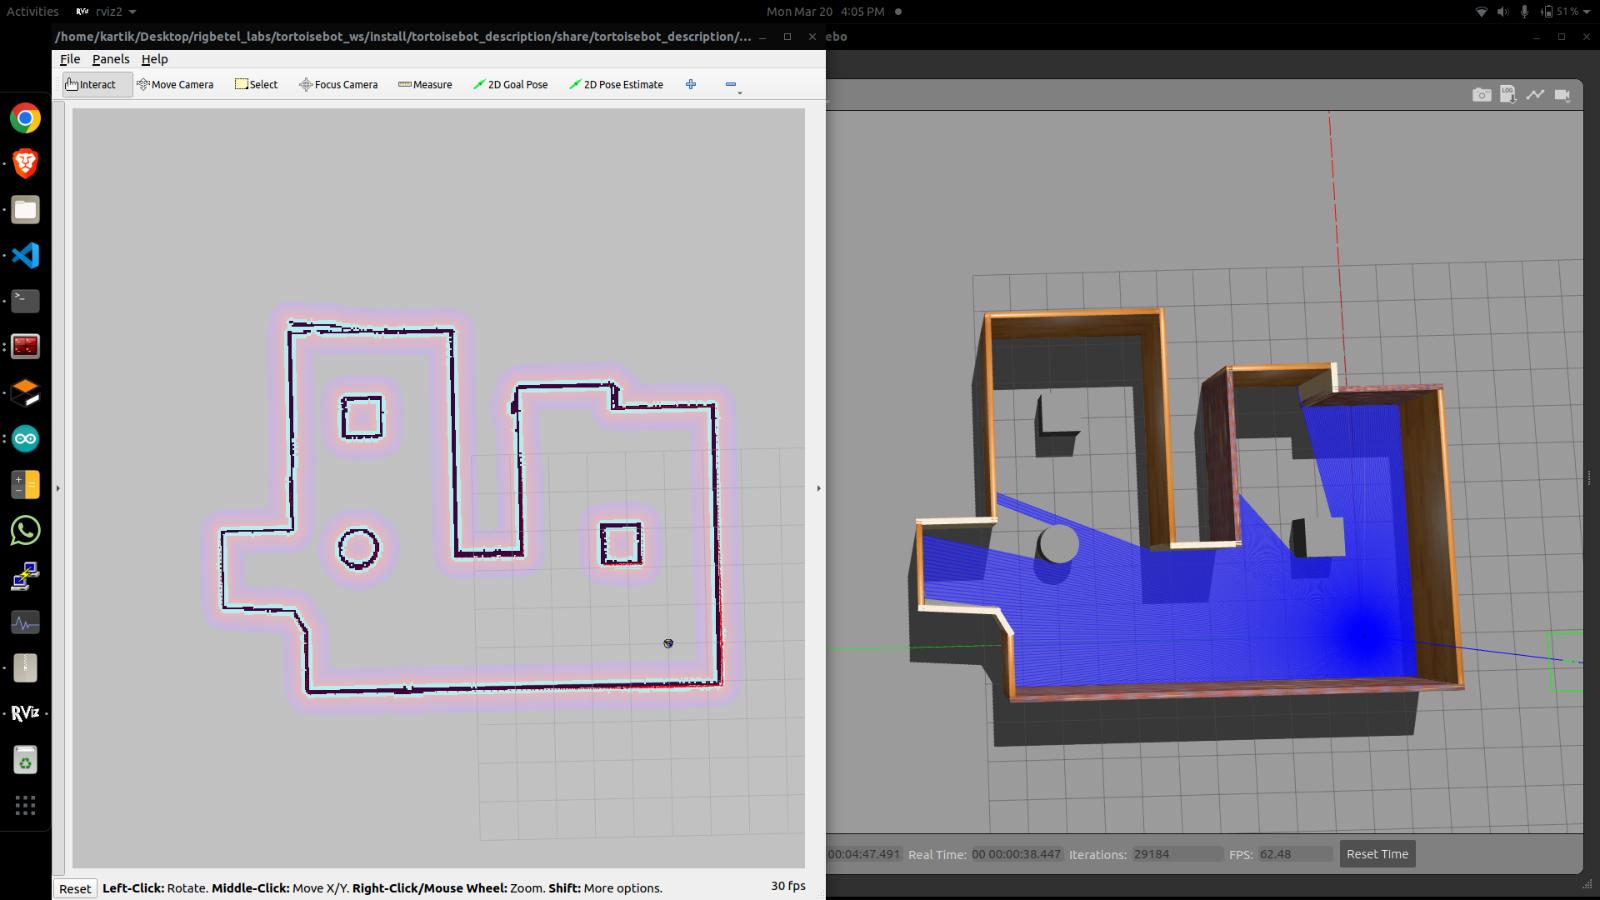 Activities RViz rviz2 Mon Mar 20 4:05 PM 51 %
/home/kartik/Desktop/rigbetel_labs/tortoisebot_ws/install/tortoisebot_description/share/tortoisebot_description/... ebo
File Panels Help
Interact Move Camera Select Focus Camera Measure 2D Goal Pose 2D Pose Estimate
LOG
RViz
00:04:47.491 Real Time: 00 00:00:38.447 Iterations: 29184 FPS: 62.48 Reset Time
Reset Left-Click: Rotate. Middle-Click: Move X/Y. Right-Click/Mouse Wheel: Zoom. Shift: More options. 30 fps